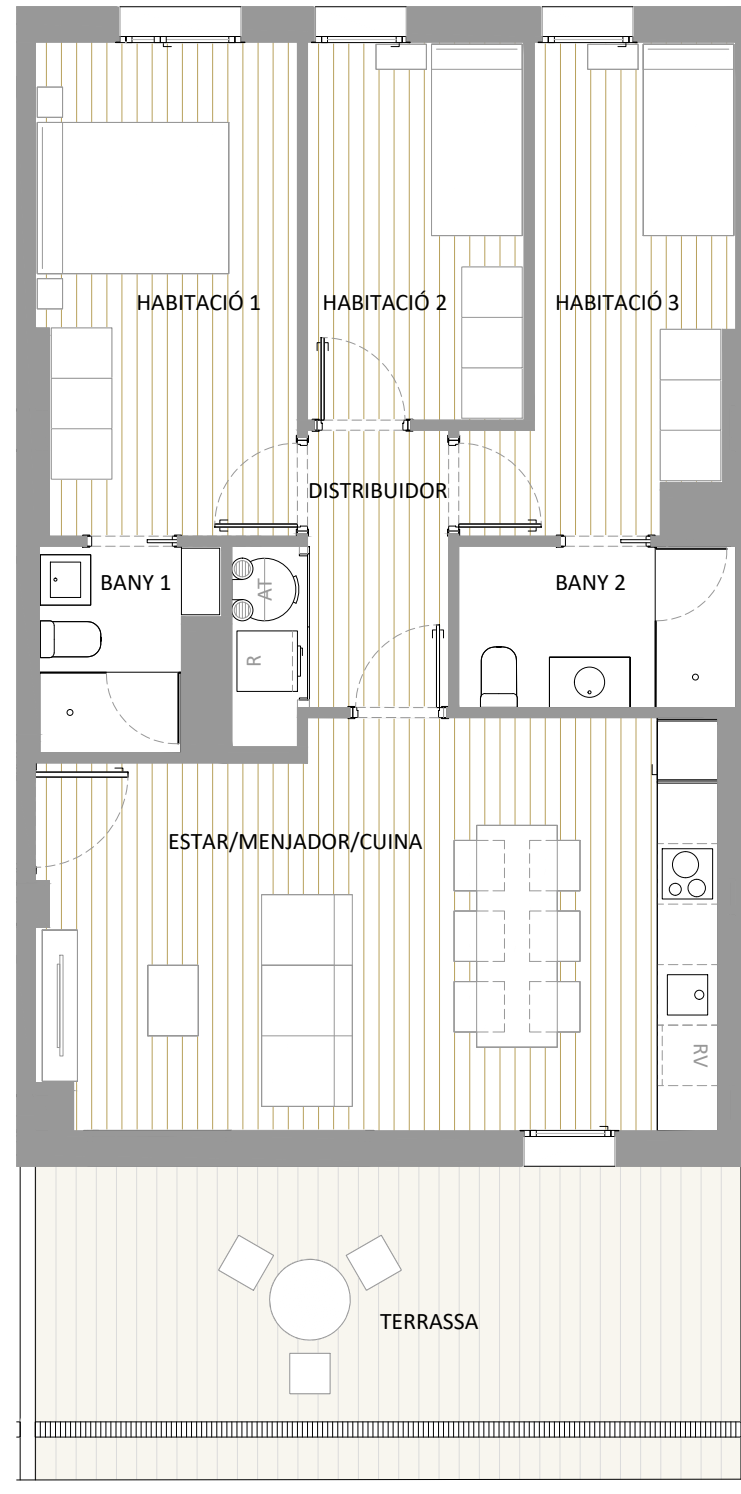 HABITACIÓ 1
HABITACIÓ 2
HABITACIÓ 3
DISTRIBUIDOR
BANY 1
AT
BANY 2
R
ESTAR/MENJADOR/CUINA
RV
TERRASSA